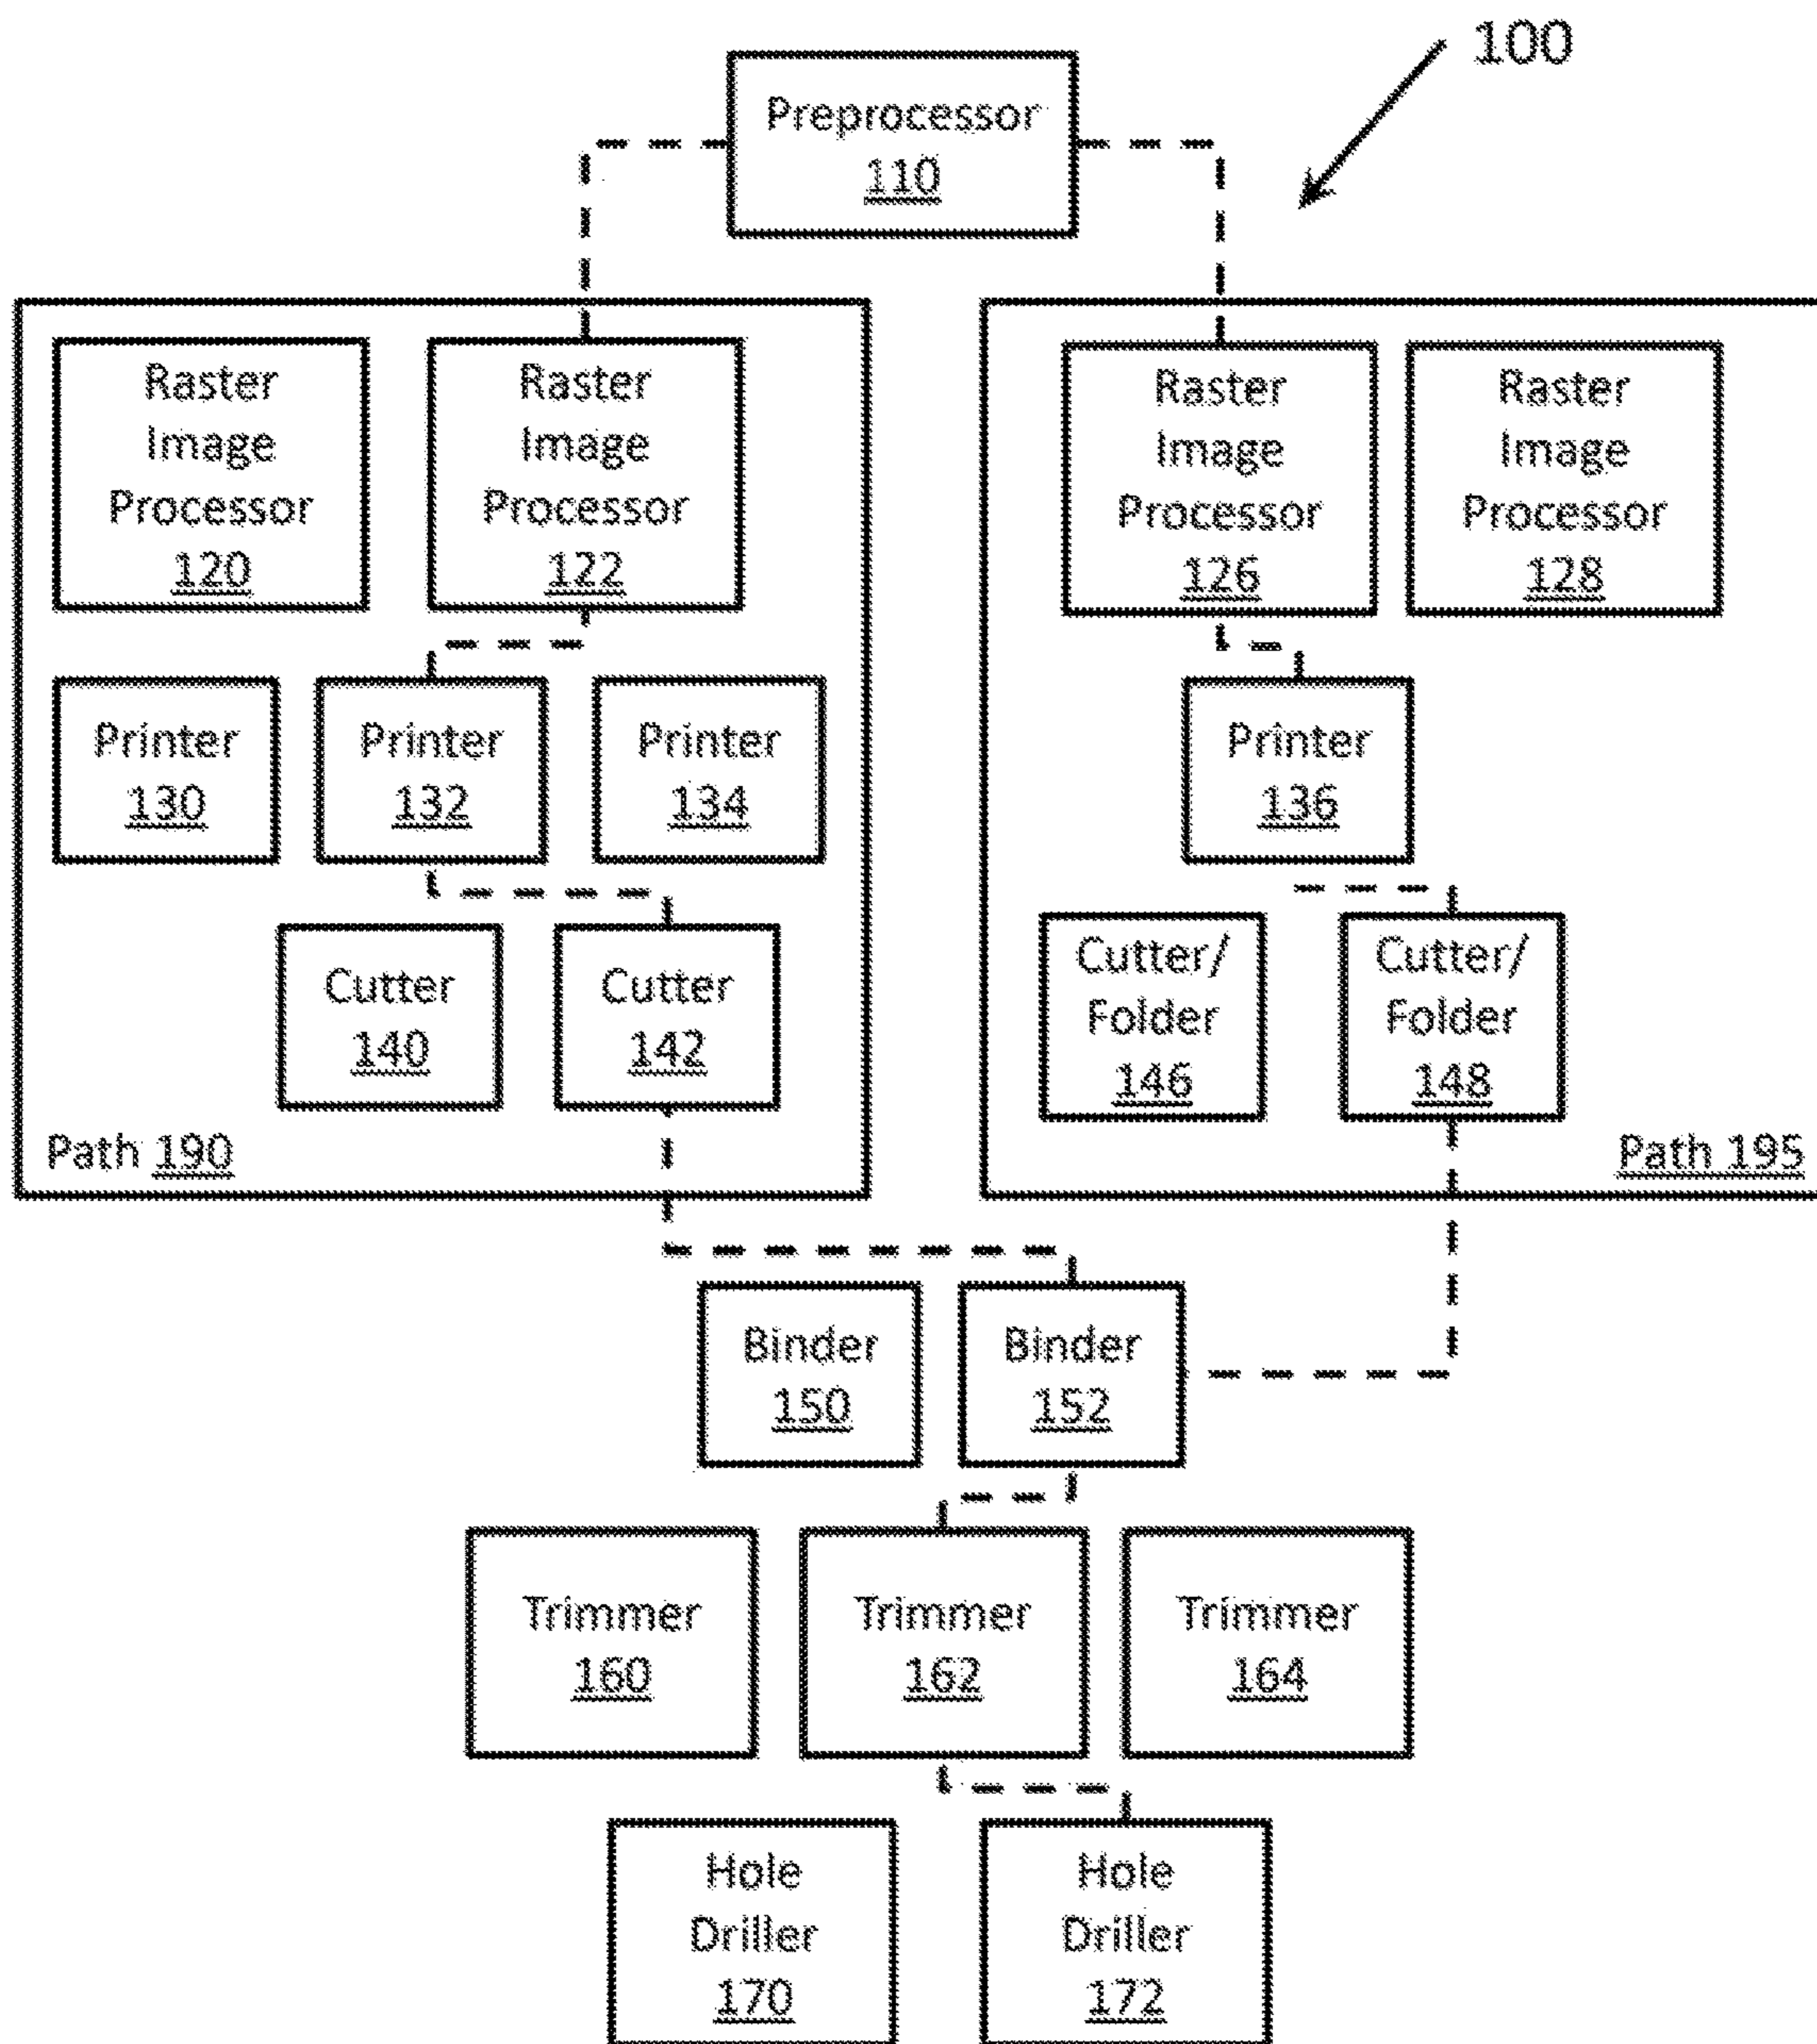 100
Preprocessor
110
Raster
Image
Processor
120
Raster
Image
Processor
122
Printer
130
Printer
132
Printer
134
Cutter
140
Cutter
142
Path 190
Raster
Image
Processor
126
Raster
Image
Processor
128
Printer
136
Cutter/
Folder
146
Cutter/
Folder
148
Path 195
Binder
150
Binder
152
Trimmer
160
Trimmer
162
Trimmer
164
Hole
Driller
170
Hole
Driller
172